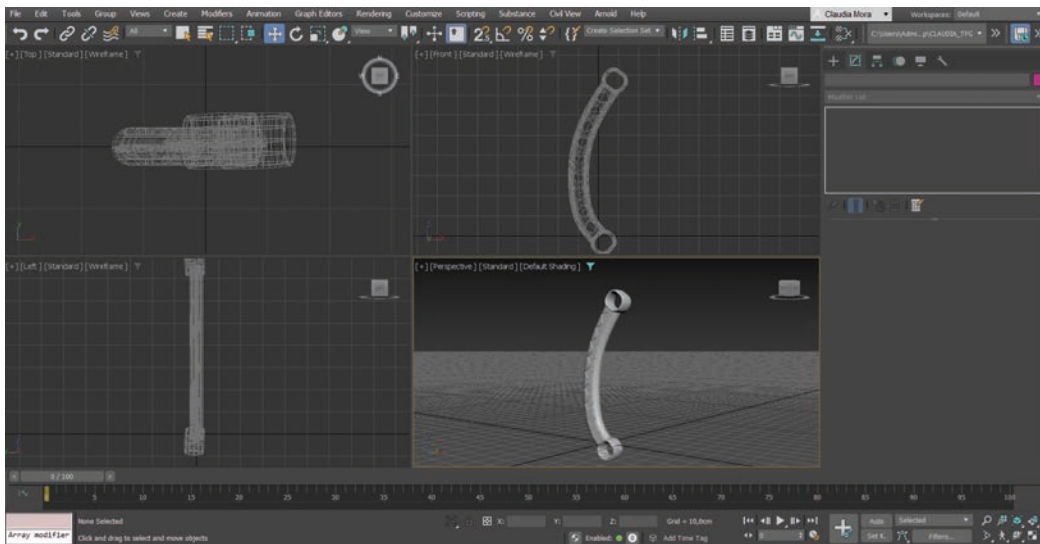 File Edit Tools Group Views Create Modifiers Animation Graph Editors Rendering Customize Scripting Substance Civil View Arnold Help Claudia Mora Workspaces: Default
All View Create Selection Set
[+] [Top] [Standard] [Wireframe]
[+] [Front] [Standard] [Wireframe]
Modifier List
[+] [Left] [Standard] [Wireframe]
[+] [Perspective] [Standard] [Default Shading]
0 / 100
5 10 15 20 25 30 35 40 45 50 55 60 65 70 75 80 85 90 95 100
None Selected X: Y: Z: Grid = 10,0cm Auto Selected
Array modifier Click and drag to select and move objects Enabled: Add Time Tag 0 Set K. Filters...